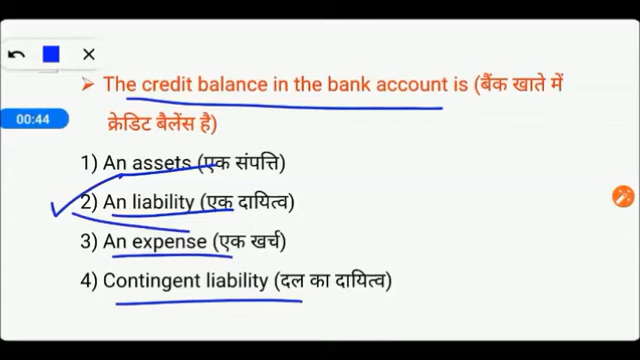 The credit balance in the bank account is (बैंक खाते में
क्रेडिट बैलेंस है)
00:44
1) An assets (एक संपत्ति)
2) An liability (एक दायित्व)
3) An expense (एक खर्च)
4) Contingent liability (दल का दायित्व)